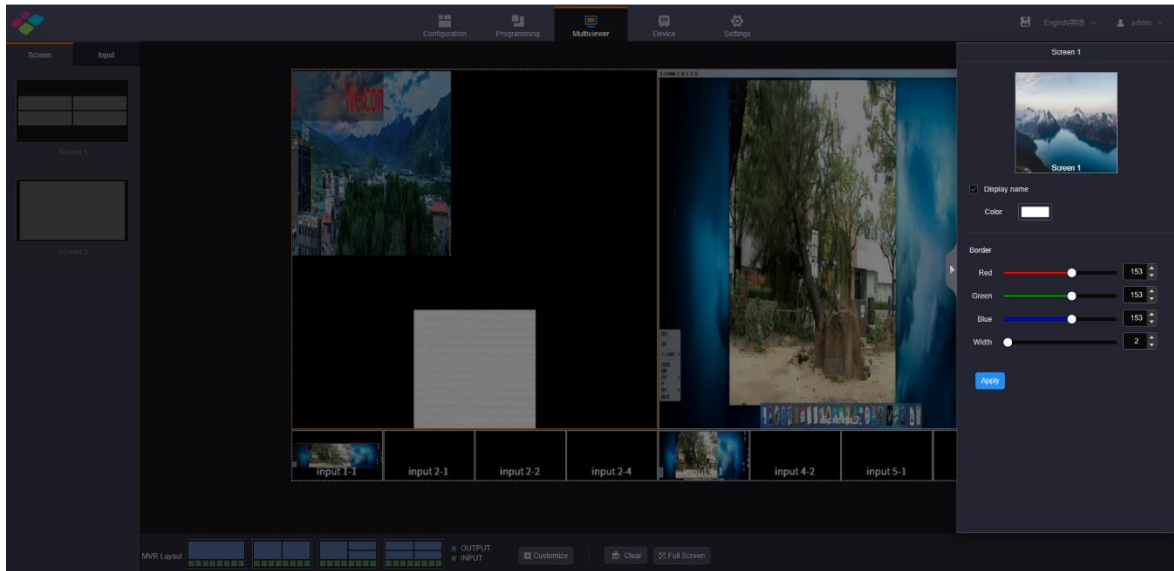 Configuration
Programming
Multiviewer
Device
Settings
English/英语
admin
Screen
Input
Screen 1
Screen 2
Screen 1
Screen 1
Display name
Color
Border
Red 153
Green 153
Blue 153
Width 2
Apply
input 1-1
input 2-1
input 2-2
input 2-4
input 4-2
input 5-1
MVR Layout
OUTPUT
INPUT
Customize
Clear
Full Screen